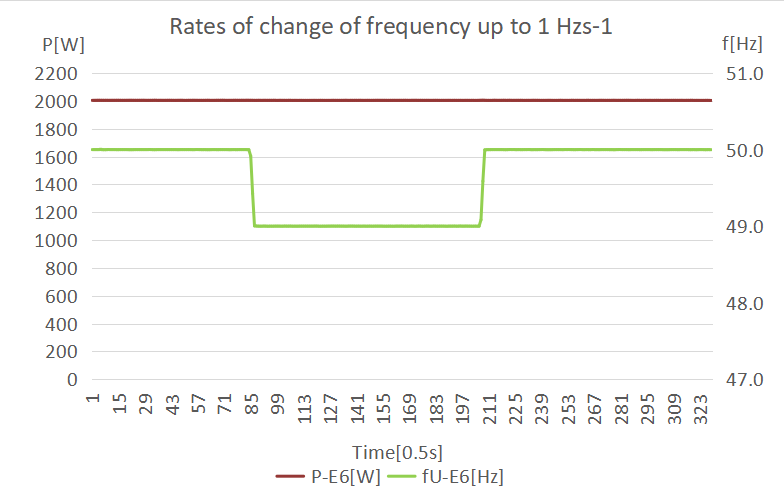 Rates of change of frequency up to 1 Hzs-1
P[W] f[Hz]
2200 51.0
2000
1800
1600 50.0
1400
1200
1000 49.0
800
600 48.0
400
200
0 47.0
1 15 29 43 57 71 85 99 113 127 141 155 169 183 197 211 225 239 253 267 281 295 309 323
Time[0.5s]
P-E6[W] fU-E6[Hz]